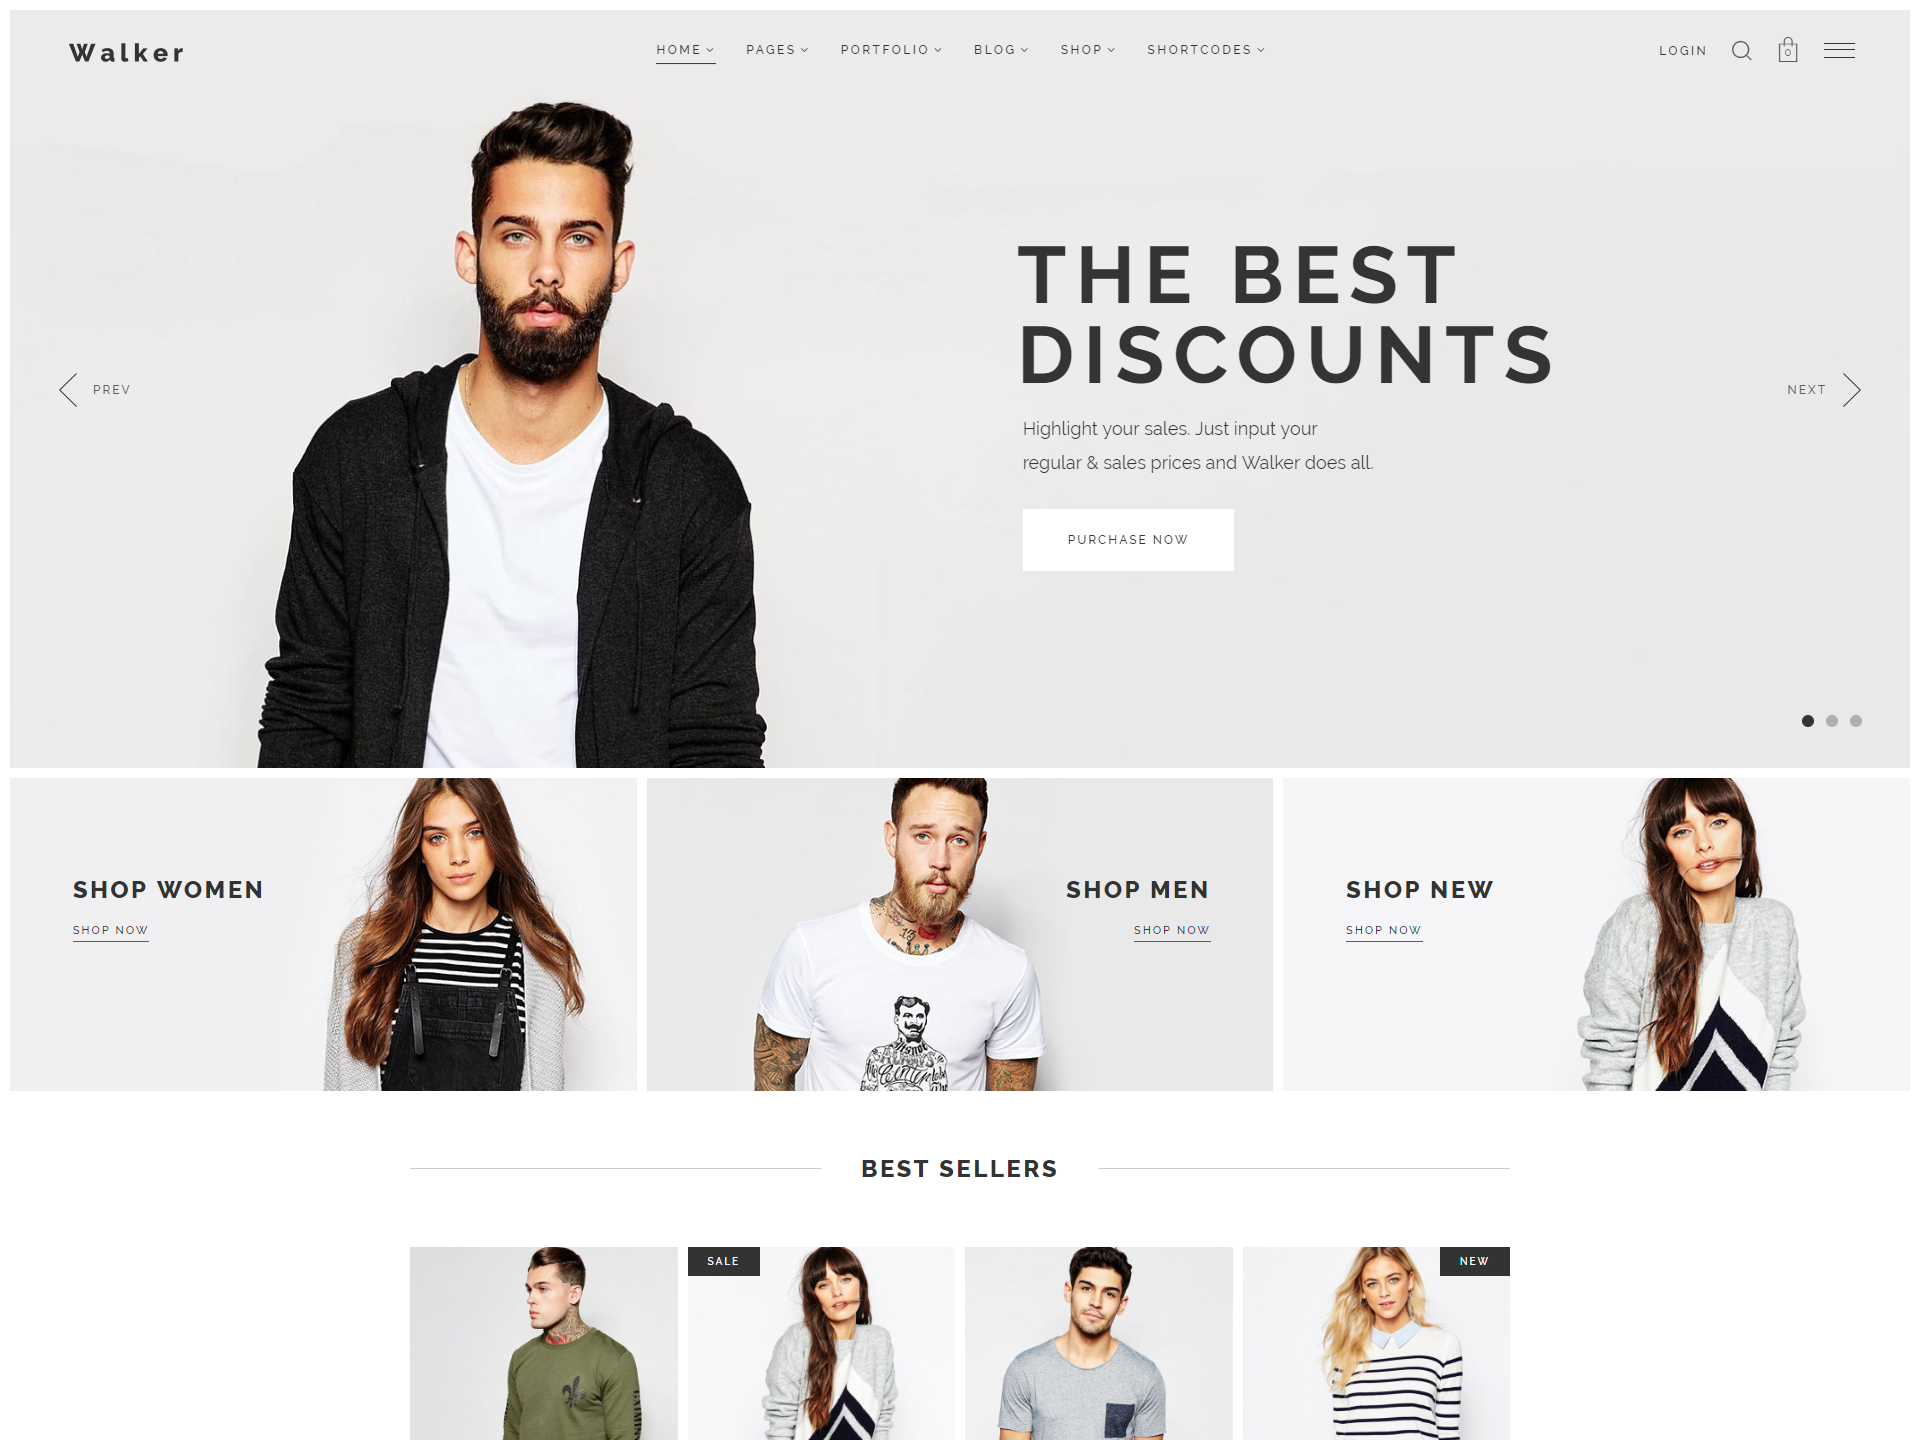 Walker
HOME PAGES PORTFOLIO BLOG SHOP SHORTCODES
LOGIN
0
THE BEST
DISCOUNTS
PREV
NEXT
Highlight your sales. Just input your
regular & sales prices and Walker does all.
PURCHASE NOW
SHOP WOMEN
SHOP NOW
SHOP MEN
SHOP NOW
SHOP NEW
SHOP NOW
BEST SELLERS
SALE
NEW